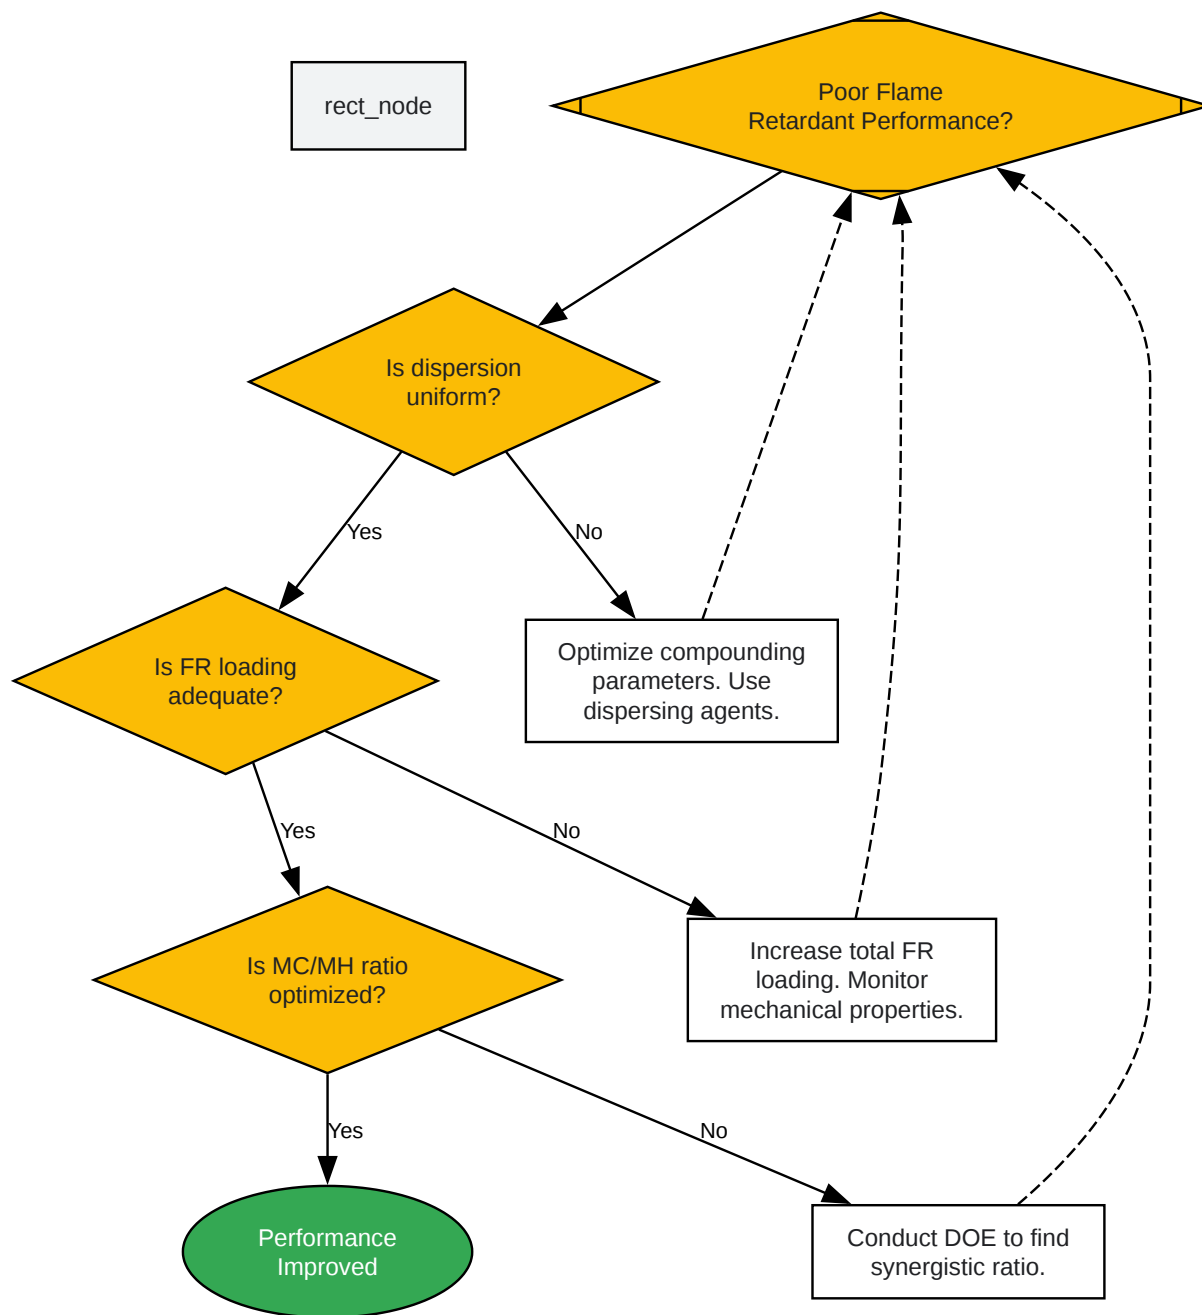 rect_node
Poor Flame
Retardant Performance?
Is dispersion
uniform?
Yes
No
Is FR loading
adequate?
Optimize compounding
parameters. Use
dispersing agents.
Yes
No
Is MC/MH ratio
optimized?
Increase total FR
loading. Monitor
mechanical properties.
Yes
No
Performance
Improved
Conduct DOE to find
synergistic ratio.